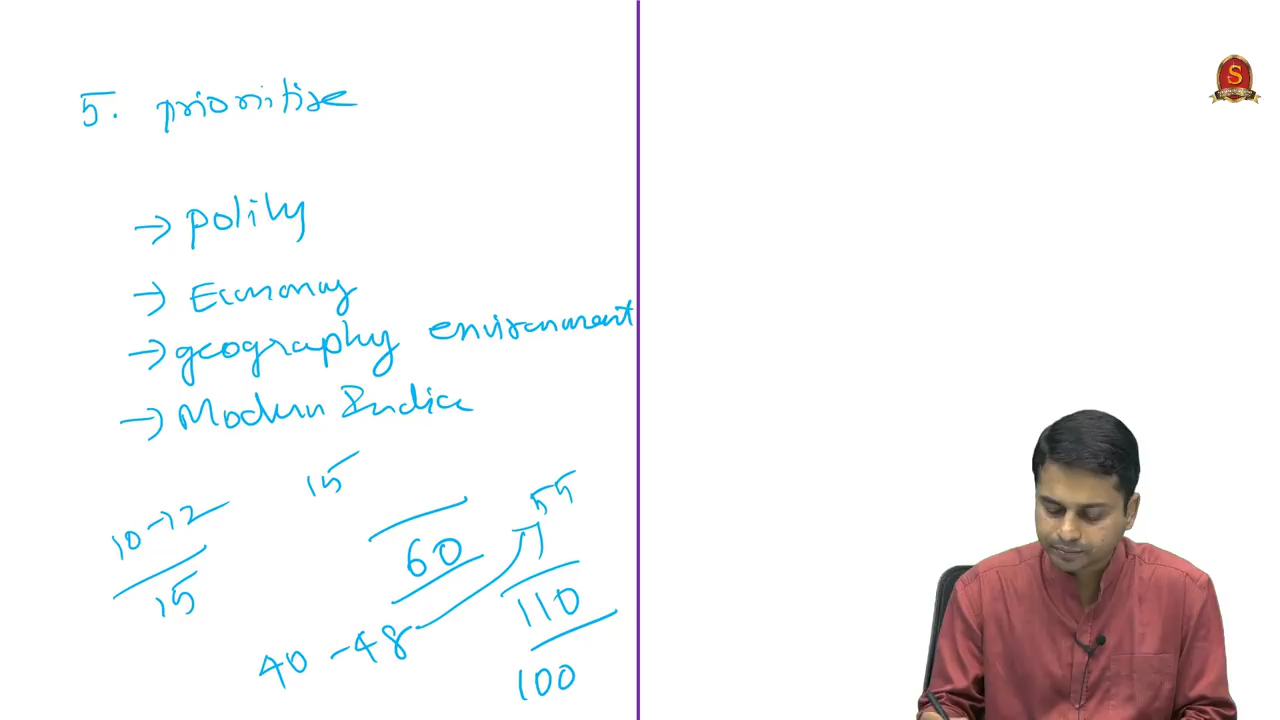 5. prioritise
→ polity
→ Economy
→ geography environment
→ Modern India
15
10-12
15
60
55
110
40-48
100
S